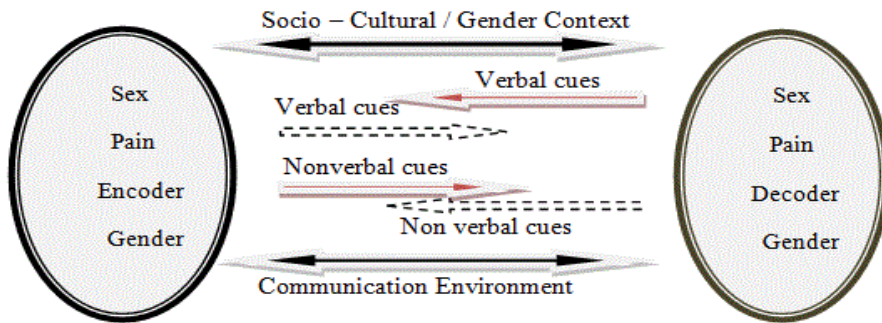 Socio – Cultural / Gender Context
Sex
Pain
Encoder
Gender
Verbal cues
Verbal cues
Nonverbal cues
Non verbal cues
Communication Environment
Sex
Pain
Decoder
Gender